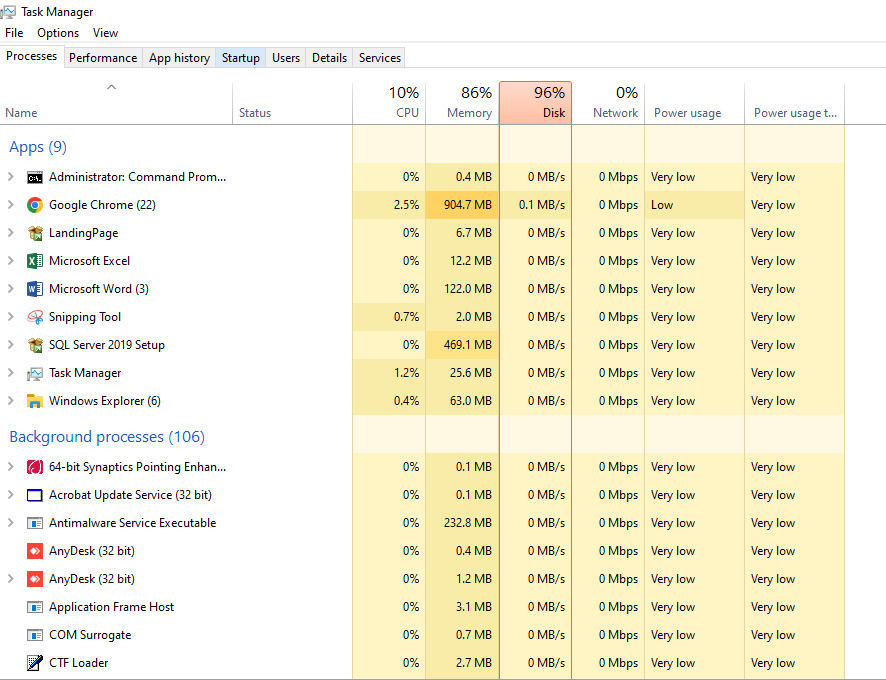 Task Manager
File Options View
Processes Performance App history Startup Users Details Services
10% 86% 96% 0%
Name Status CPU Memory Disk Network Power usage Power usage t...
Apps (9)
Administrator: Command Prom... 0% 0.4 MB 0 MB/s 0 Mbps Very low Very low
Google Chrome (22) 2.5% 904.7 MB 0.1 MB/s 0 Mbps Low Very low
LandingPage 0% 6.7 MB 0 MB/s 0 Mbps Very low Very low
Microsoft Excel 0% 12.2 MB 0 MB/s 0 Mbps Very low Very low
Microsoft Word (3) 0% 122.0 MB 0 MB/s 0 Mbps Very low Very low
Snipping Tool 0.7% 2.0 MB 0 MB/s 0 Mbps Very low Very low
SQL Server 2019 Setup 0% 469.1 MB 0 MB/s 0 Mbps Very low Very low
Task Manager 1.2% 25.6 MB 0 MB/s 0 Mbps Very low Very low
Windows Explorer (6) 0.4% 63.0 MB 0 MB/s 0 Mbps Very low Very low
Background processes (106)
64-bit Synaptics Pointing Enhan... 0% 0.1 MB 0 MB/s 0 Mbps Very low Very low
Acrobat Update Service (32 bit) 0% 0.1 MB 0 MB/s 0 Mbps Very low Very low
Antimalware Service Executable 0% 232.8 MB 0 MB/s 0 Mbps Very low Very low
AnyDesk (32 bit) 0% 0.4 MB 0 MB/s 0 Mbps Very low Very low
AnyDesk (32 bit) 0% 1.2 MB 0 MB/s 0 Mbps Very low Very low
Application Frame Host 0% 3.1 MB 0 MB/s 0 Mbps Very low Very low
COM Surrogate 0% 0.7 MB 0 MB/s 0 Mbps Very low Very low
CTF Loader 0% 2.7 MB 0 MB/s 0 Mbps Very low Very low